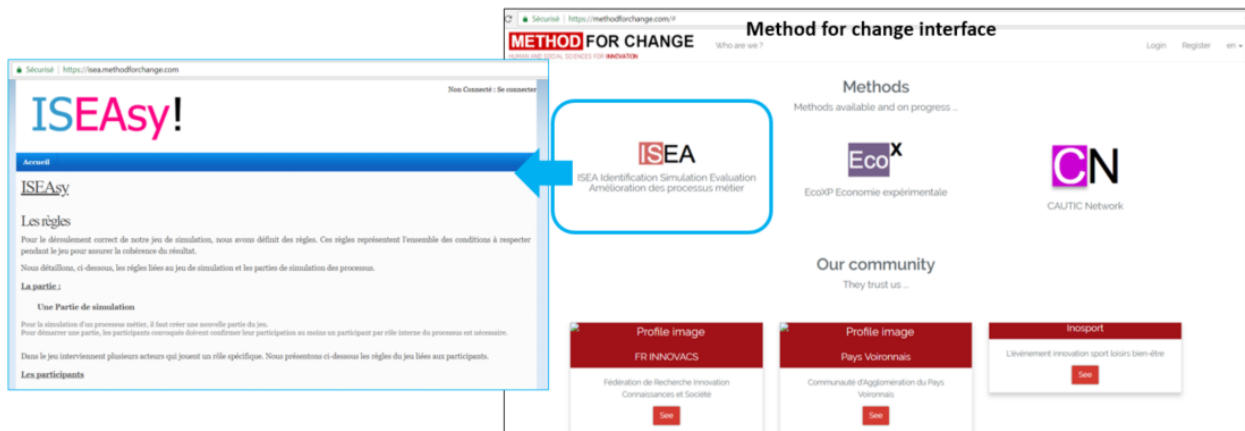 Sécurisé | https://isea.methodforchange.com
Non Connecté : Se connecter
ISEAsy!
Accueil
ISEAsy
Les règles
Pour le déroulement correct de notre jeu de simulation, nous avons définit des règles. Ces règles représentent l'ensemble des conditions à respecter
pendant le jeu pour assurer la cohérence du résultat.
Nous détaillons, ci-dessous, les règles liées au jeu de simulation et les parties de simulation des processus.
La partie :
Une Partie de simulation
Pour la simulation d'un processus métier, il faut créer une nouvelle partie du jeu.
Pour démarrer une partie, les participants convoqués doivent confirmer leur participation au moins un participant par rôle interne du processus est nécessaire.
Dans le jeu interviennent plusieurs acteurs qui jouent un rôle spécifique. Nous présentons ci-dessous les règles du jeu liées aux participants.
Les participants
Sécurisé | https://methodforchange.com/#
Method for change interface
METHOD FOR CHANGE
HUMAN AND SOCIAL SCIENCES FOR INNOVATION
Who are we ?
Login Register en
Methods
Methods available and on progress ...
ISEA
ISEA Identification Simulation Evaluation
Amélioration des processus métier
Eco X
EcoXP Economie expérimentale
CN
CAUTIC Network
Our community
They trust us ...
Profile image
FR INNOVACS
Fédération de Recherche Innovation
Connaissances et Société
See
Profile image
Pays Voironnais
Communauté d'Agglomération du Pays
Voironnais
See
Inosport
L'événement innovation sport loisirs bien-être
See